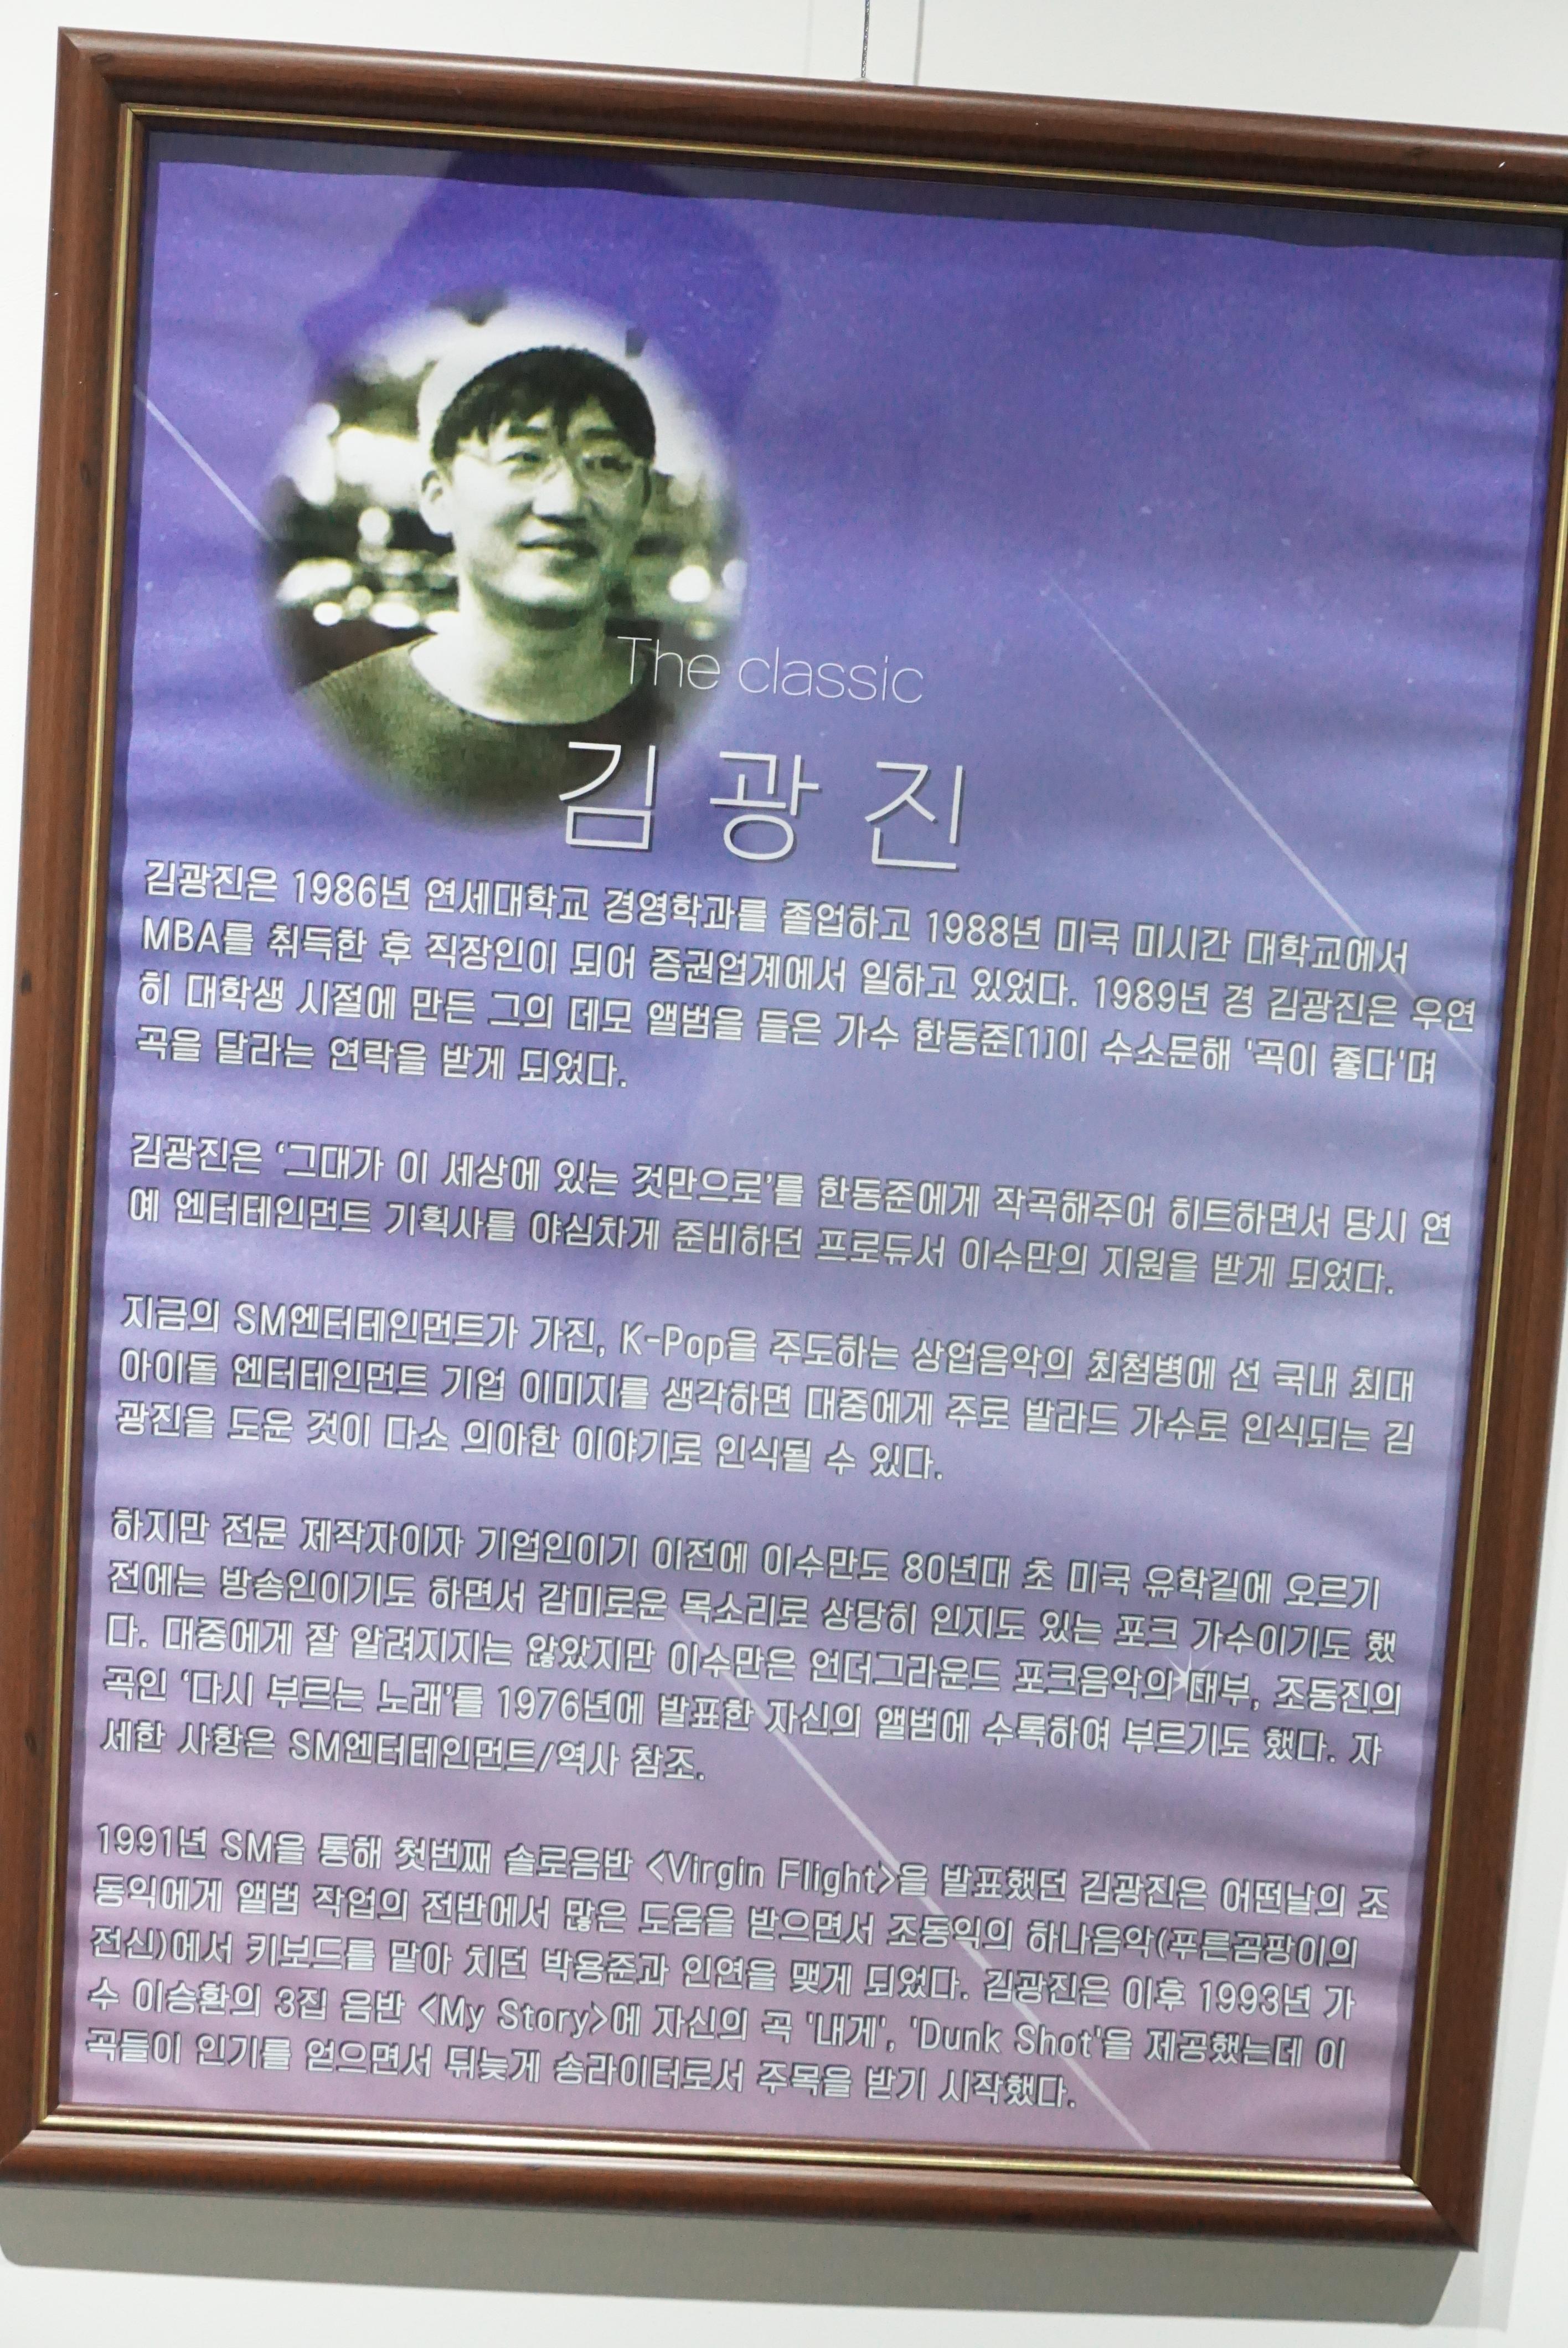 The classic
김광진
김광진은 1986년 연세대학교 경영학과를 졸업하고 1988년 미국 미시간 대학교에서
MBA를 취득한 후 직장인이 되어 증권업계에서 일하고 있었다. 1989년 경 김광진은 우연
히 대학생 시절에 만든 그의 데모 앨범을 들은 가수 한동준[1]이 수소문해 '곡이 좋다'며
곡을 달라는 연락을 받게 되었다.
김광진은 ‘그대가 이 세상에 있는 것만으로’를 한동준에게 작곡해주어 히트하면서 당시 연
예 엔터테인먼트 기획사를 야심차게 준비하던 프로듀서 이수만의 지원을 받게 되었다.
지금의 SM엔터테인먼트가 가진, K-Pop을 주도하는 상업음악의 최첨병에 선 국내 최대
아이돌 엔터테인먼트 기업 이미지를 생각하면 대중에게 주로 발라드 가수로 인식되는 김
광진을 도운 것이 다소 의아한 이야기로 인식될 수 있다.
하지만 전문 제작자이자 기업인이기 이전에 이수만도 80년대 초 미국 유학길에 오르기
전에는 방송인이기도 하면서 감미로운 목소리로 상당히 인지도 있는 포크 가수이기도 했
다. 대중에게 잘 알려지지는 않았지만 이수만은 언더그라운드 포크음악의 대부, 조동진의
곡인 ‘다시 부르는 노래’를 1976년에 발표한 자신의 앨범에 수록하여 부르기도 했다. 자
세한 사항은 SM엔터테인먼트/역사 참조.
1991년 SM을 통해 첫번째 솔로음반 <Virgin Flight>을 발표했던 김광진은 어떤날의 조
동익에게 앨범 작업의 전반에서 많은 도움을 받으면서 조동익의 하나음악(푸른곰팡이의
전신)에서 키보드를 맡아 치던 박용준과 인연을 맺게 되었다. 김광진은 이후 1993년 가
수 이승환의 3집 음반 <My Story>에 자신의 곡 '내게', 'Dunk Shot'을 제공했는데 이
곡들이 인기를 얻으면서 뒤늦게 송라이터로서 주목을 받기 시작했다.